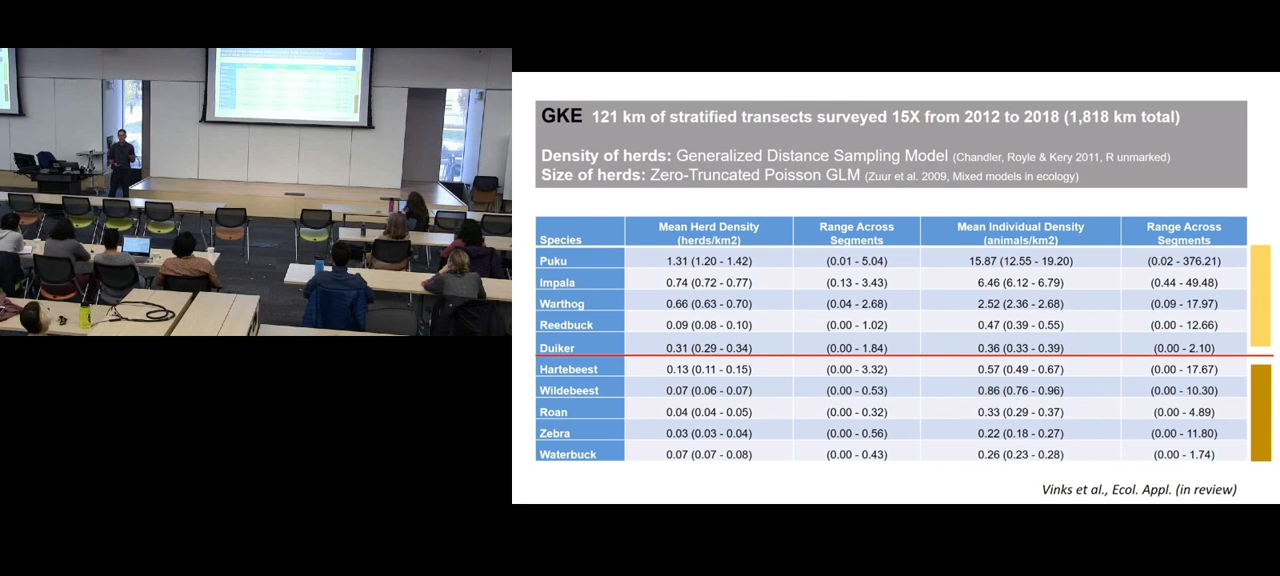 GKE 121 km of stratified transects surveyed 15X from 2012 to 2018 (1,818 km total)
Density of herds: Generalized Distance Sampling Model (Chandler, Royle & Kery 2011, R unmarked)
Size of herds: Zero-Truncated Poisson GLM (Zuur et al. 2009, Mixed models in ecology)
Species Mean Herd Density (herds/km2) Range Across Segments Mean Individual Density (animals/km2) Range Across Segments
Puku 1.31 (1.20 - 1.42) (0.01 - 5.04) 15.87 (12.55 - 19.20) (0.02 - 376.21)
Impala 0.74 (0.72 - 0.77) (0.13 - 3.43) 6.46 (6.12 - 6.79) (0.44 - 49.48)
Warthog 0.66 (0.63 - 0.70) (0.04 - 2.68) 2.52 (2.36 - 2.68) (0.09 - 17.97)
Reedbuck 0.09 (0.08 - 0.10) (0.00 - 1.02) 0.47 (0.39 - 0.55) (0.00 - 12.66)
Duiker 0.31 (0.29 - 0.34) (0.00 - 1.84) 0.36 (0.33 - 0.39) (0.00 - 2.10)
Hartebeest 0.13 (0.11 - 0.15) (0.00 - 3.32) 0.57 (0.49 - 0.67) (0.00 - 17.67)
Wildebeest 0.07 (0.06 - 0.07) (0.00 - 0.53) 0.86 (0.76 - 0.96) (0.00 - 10.30)
Roan 0.04 (0.04 - 0.05) (0.00 - 0.32) 0.33 (0.29 - 0.37) (0.00 - 4.89)
Zebra 0.03 (0.03 - 0.04) (0.00 - 0.56) 0.22 (0.18 - 0.27) (0.00 - 11.80)
Waterbuck 0.07 (0.07 - 0.08) (0.00 - 0.43) 0.26 (0.23 - 0.28) (0.00 - 1.74)
Vinks et al., Ecol. Appl. (in review)